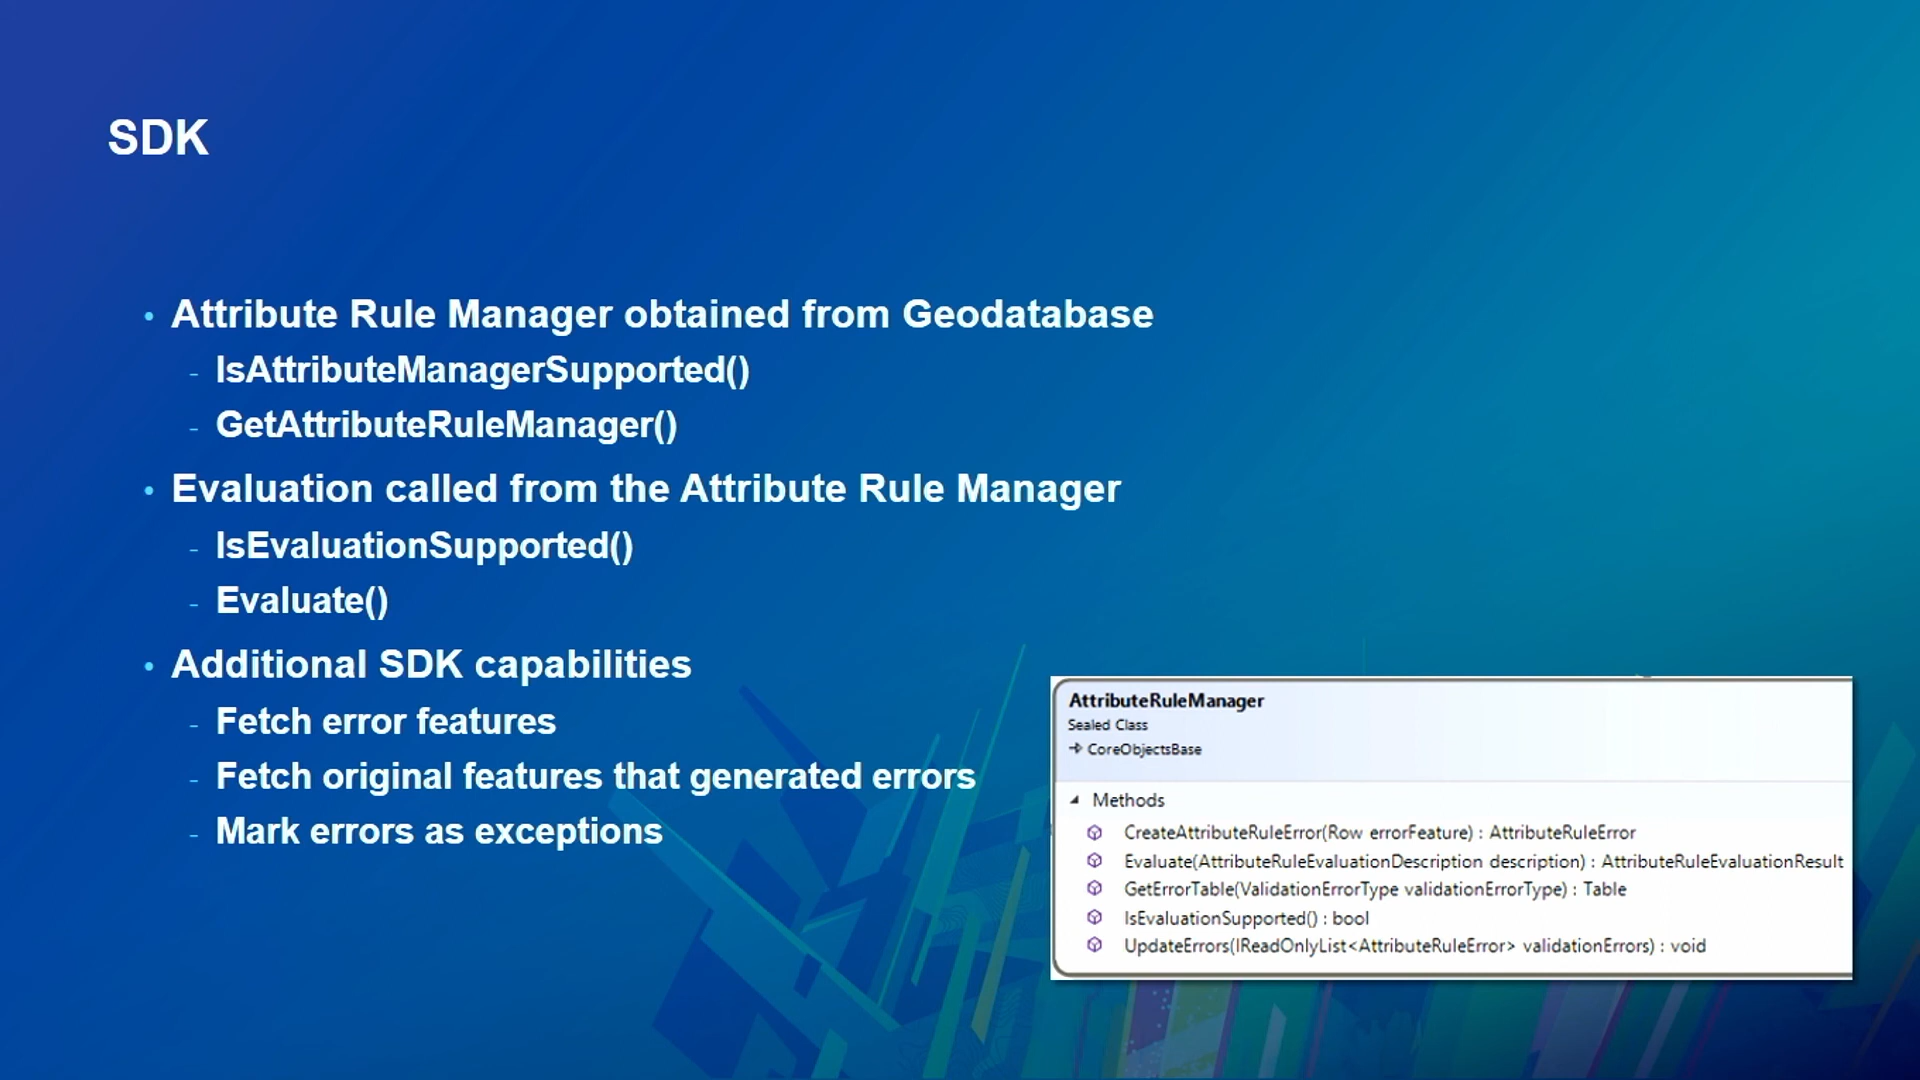 SDK
• Attribute Rule Manager obtained from Geodatabase
- IsAttributeManagerSupported()
- GetAttributeRuleManager()
• Evaluation called from the Attribute Rule Manager
- IsEvaluationSupported()
- Evaluate()
• Additional SDK capabilities
- Fetch error features
- Fetch original features that generated errors
- Mark errors as exceptions
AttributeRuleManager
Sealed Class
→ CoreObjectsBase
Methods
CreateAttributeRuleError(Row errorFeature) : AttributeRuleError
Evaluate(AttributeRuleEvaluationDescription description) : AttributeRuleEvaluationResult
GetErrorTable(ValidationErrorType validationErrorType) : Table
IsEvaluationSupported() : bool
UpdateErrors(IReadOnlyList<AttributeRuleError> validationErrors) : void